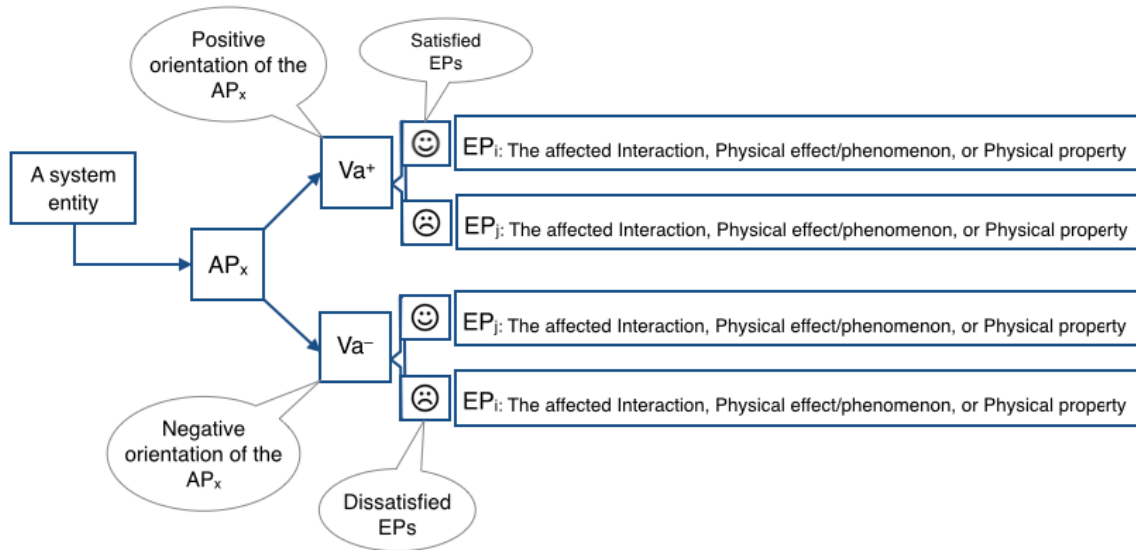 Positive
orientation of the
APₓ
Satisfied
EPs
A system
entity
APₓ
Va⁺
☺
EPᵢ: The affected Interaction, Physical effect/phenomenon, or Physical property
☹
EPⱼ: The affected Interaction, Physical effect/phenomenon, or Physical property
Va⁻
☺
EPⱼ: The affected Interaction, Physical effect/phenomenon, or Physical property
☹
EPᵢ: The affected Interaction, Physical effect/phenomenon, or Physical property
Negative
orientation of the
APₓ
Dissatisfied
EPs